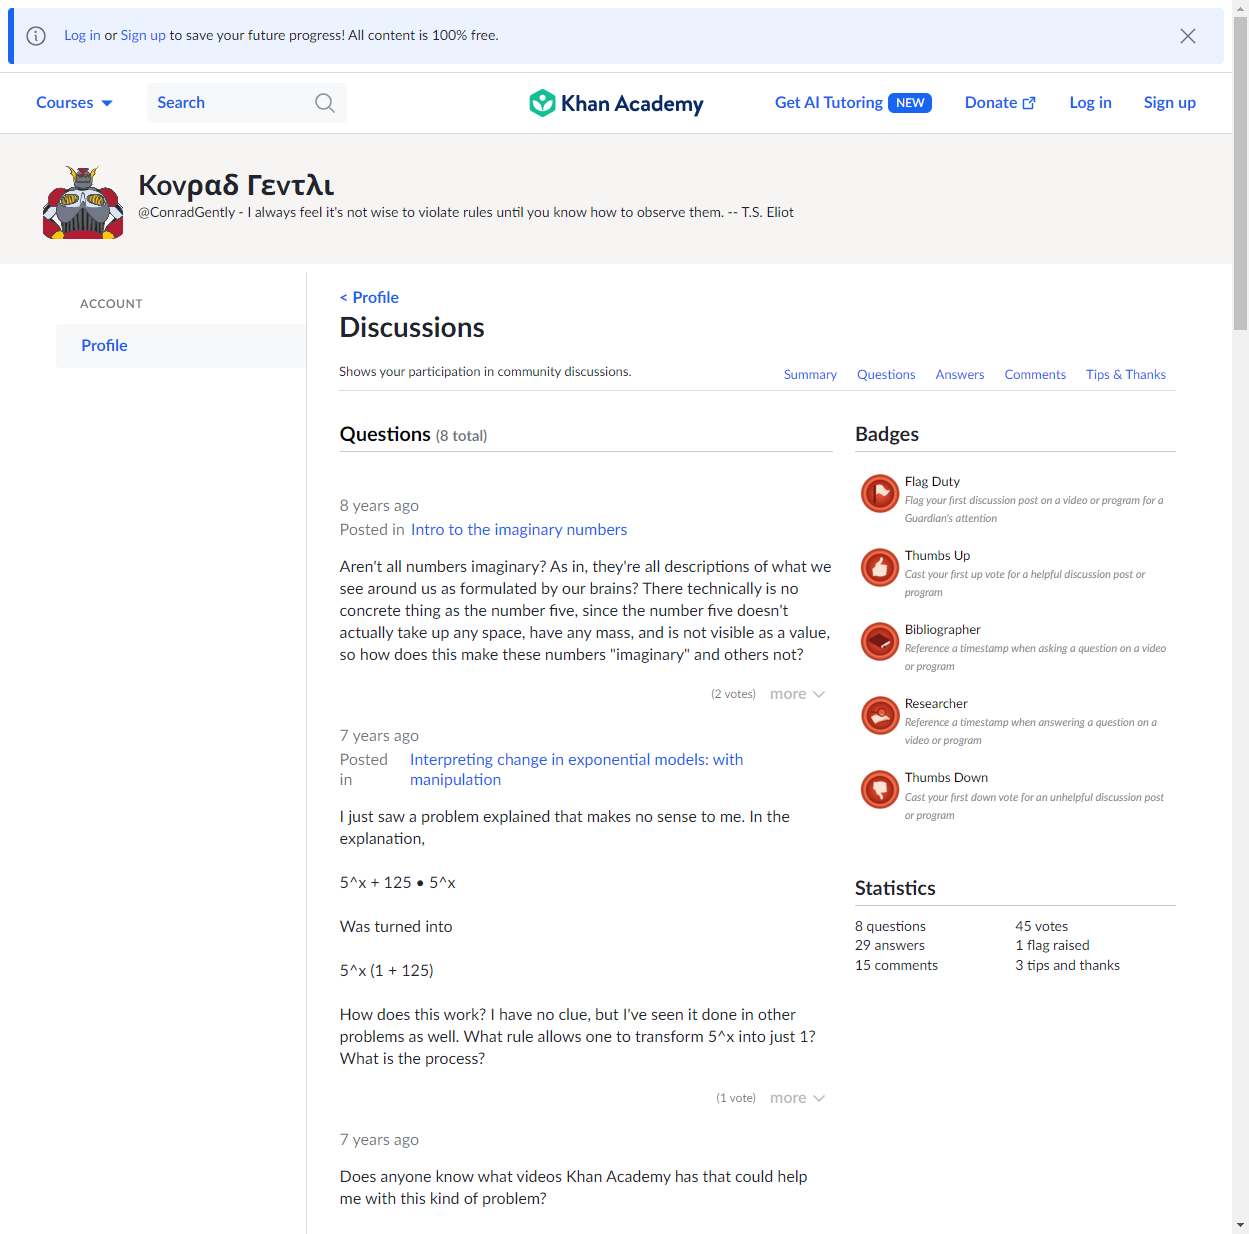 Log in or Sign up to save your future progress! All content is 100% free.
Courses
Search
Khan Academy
Get AI Tutoring NEW
Donate
Log in
Sign up
Κονραδ Γεντλι
@ConradGently - I always feel it's not wise to violate rules until you know how to observe them. -- T.S. Eliot
ACCOUNT
Profile
< Profile
Discussions
Shows your participation in community discussions.
Summary
Questions
Answers
Comments
Tips & Thanks
Questions (8 total)
8 years ago
Posted in Intro to the imaginary numbers
Aren't all numbers imaginary? As in, they're all descriptions of what we
see around us as formulated by our brains? There technically is no
concrete thing as the number five, since the number five doesn't
actually take up any space, have any mass, and is not visible as a value,
so how does this make these numbers "imaginary" and others not?
(2 votes) more
7 years ago
Posted in Interpreting change in exponential models: with
manipulation
I just saw a problem explained that makes no sense to me. In the
explanation,
5^x + 125 • 5^x
Was turned into
5^x (1 + 125)
How does this work? I have no clue, but I've seen it done in other
problems as well. What rule allows one to transform 5^x into just 1?
What is the process?
(1 vote) more
7 years ago
Does anyone know what videos Khan Academy has that could help
me with this kind of problem?
Badges
Flag Duty
Flag your first discussion post on a video or program for a
Guardian's attention
Thumbs Up
Cast your first up vote for a helpful discussion post or
program
Bibliographer
Reference a timestamp when asking a question on a video
or program
Researcher
Reference a timestamp when answering a question on a
video or program
Thumbs Down
Cast your first down vote for an unhelpful discussion post
or program
Statistics
8 questions
29 answers
15 comments
45 votes
1 flag raised
3 tips and thanks